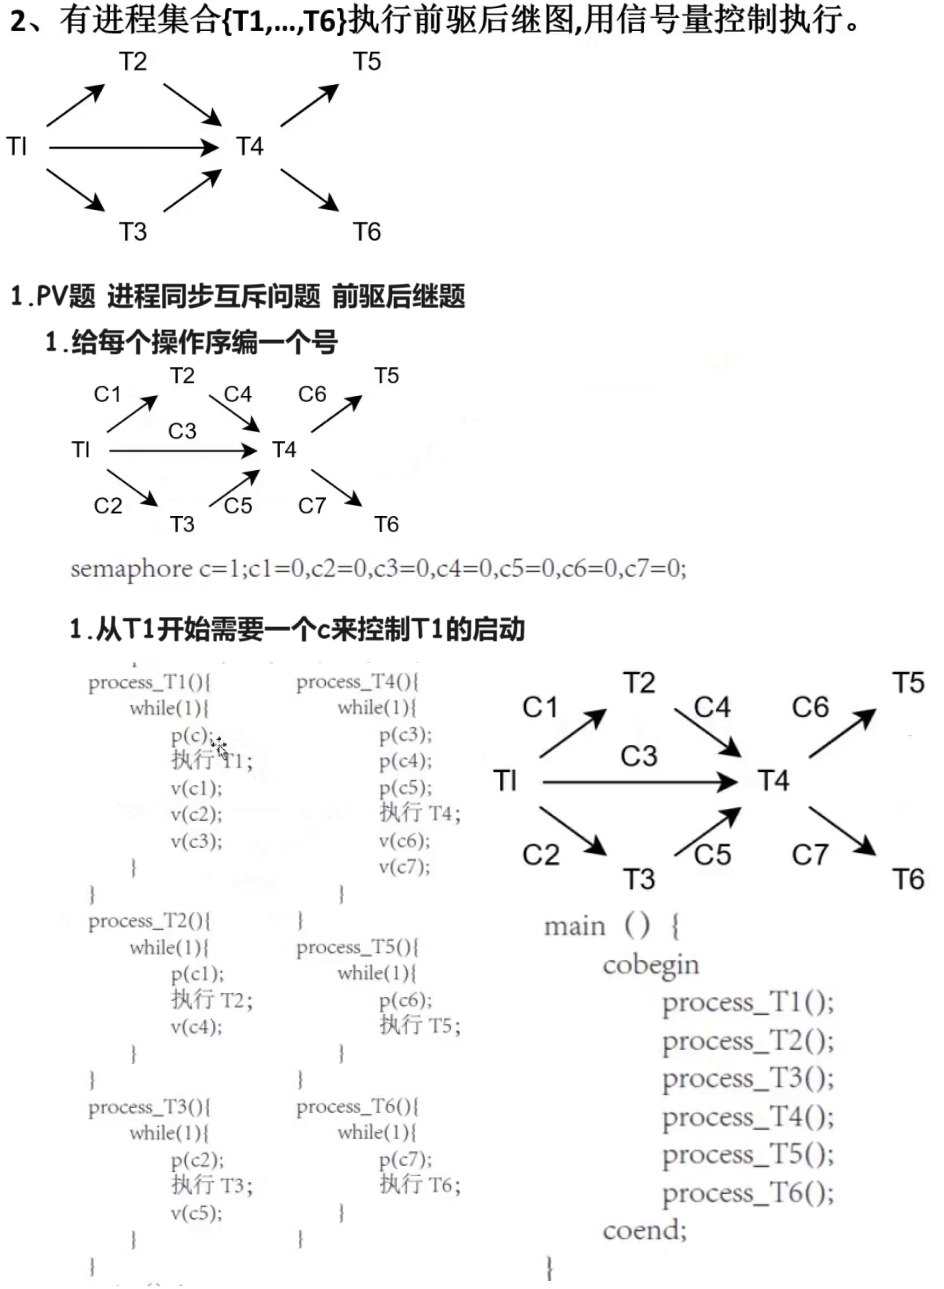 2、有进程集合{T1,...,T6}执行前驱后继图,用信号量控制执行。
T2
T5
TI
T4
T3
T6
1.PV题 进程同步互斥问题 前驱后继题
1.给每个操作序编一个号
T2
T5
C1
C4
C6
C3
TI
T4
C2
C5
C7
T3
T6
semaphore c=1;c1=0,c2=0,c3=0,c4=0,c5=0,c6=0,c7=0;
1.从T1开始需要一个c来控制T1的启动
process_T1(){
while(1){
p(c);
执行 T1;
v(c1);
v(c2);
v(c3);
}
}
process_T2(){
while(1){
p(c1);
执行 T2;
v(c4);
}
}
process_T3(){
while(1){
p(c2);
执行 T3;
v(c5);
}
}
process_T4(){
while(1){
p(c3);
p(c4);
p(c5);
执行 T4;
v(c6);
v(c7);
}
}
process_T5(){
while(1){
p(c6);
执行 T5;
}
}
process_T6(){
while(1){
p(c7);
执行 T6;
}
}
T2
T5
C1
C4
C6
C3
TI
T4
C2
C5
C7
T3
T6
main () {
cobegin
process_T1();
process_T2();
process_T3();
process_T4();
process_T5();
process_T6();
coend;
}